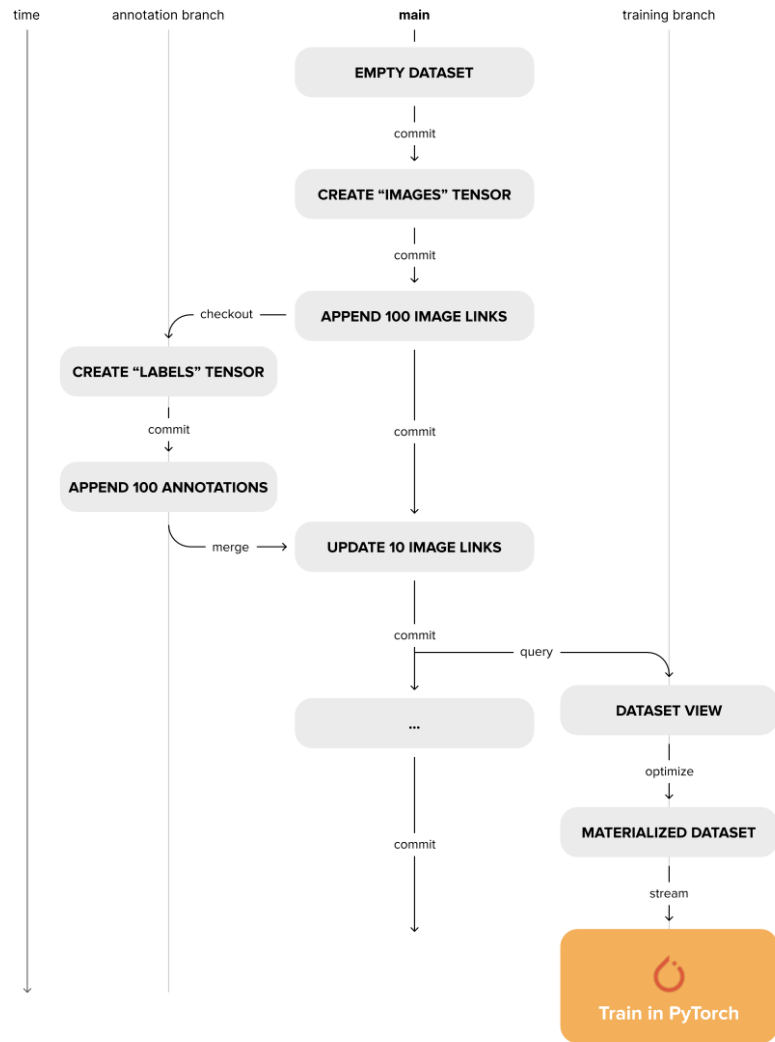 time
annotation branch
main
training branch
EMPTY DATASET
commit
CREATE “IMAGES” TENSOR
commit
checkout
APPEND 100 IMAGE LINKS
CREATE “LABELS” TENSOR
commit
commit
APPEND 100 ANNOTATIONS
merge
UPDATE 10 IMAGE LINKS
commit
query
...
DATASET VIEW
optimize
MATERIALIZED DATASET
commit
stream
Train in PyTorch